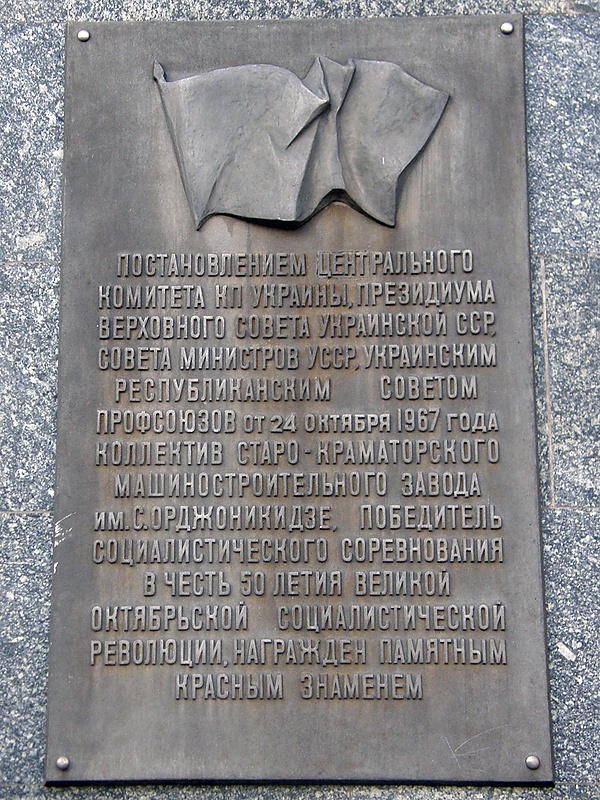 ПОСТАНОВЛЕНИЕМ ЦЕНТРАЛЬНОГО
КОМИТЕТА КП УКРАИНЫ, ПРЕЗИДИУМА
ВЕРХОВНОГО СОВЕТА УКРАИНСКОЙ ССР,
СОВЕТА МИНИСТРОВ УССР, УКРАИНСКИМ
РЕСПУБЛИКАНСКИМ СОВЕТОМ
ПРОФСОЮЗОВ ОТ 24 ОКТЯБРЯ 1967 ГОДА
КОЛЛЕКТИВ СТАРО-КРАМАТОРСКОГО
МАШИНОСТРОИТЕЛЬНОГО ЗАВОДА
ИМ. С. ОРДЖОНИКИДЗЕ, ПОБЕДИТЕЛЬ
СОЦИАЛИСТИЧЕСКОГО СОРЕВНОВАНИЯ
В ЧЕСТЬ 50 ЛЕТИЯ ВЕЛИКОЙ
ОКТЯБРЬСКОЙ СОЦИАЛИСТИЧЕСКОЙ
РЕВОЛЮЦИИ, НАГРАЖДЕН ПАМЯТНЫМ
КРАСНЫМ ЗНАМЕНЕМ